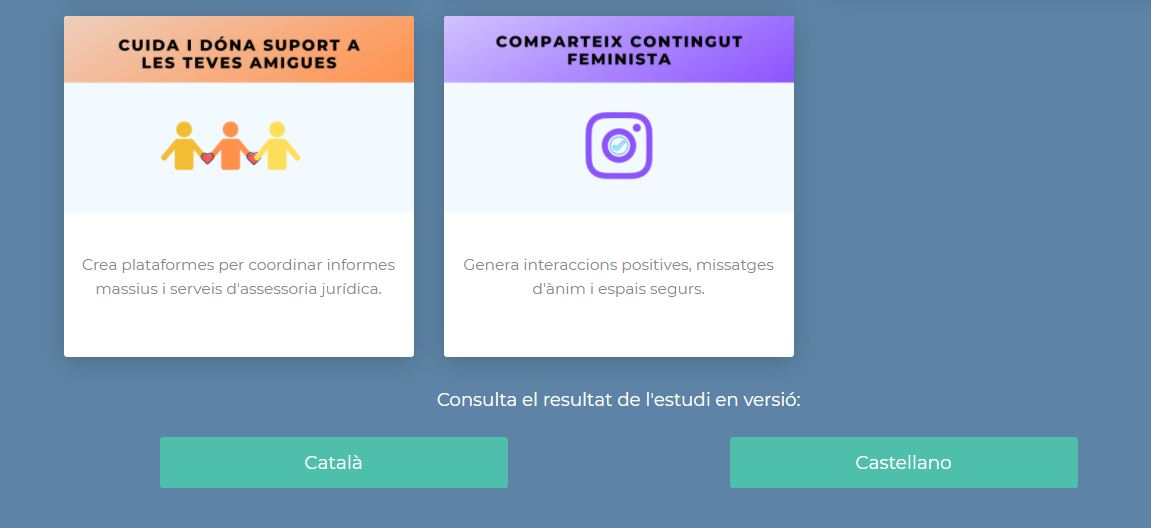 CUIDA I DÓNA SUPORT A
LES TEVES AMIGUES
Crea plataformes per coordinar informes
massius i serveis d'assessoria jurídica.
COMPARTEIX CONTINGUT
FEMINISTA
Genera interaccions positives, missatges
d'ànim i espais segurs.
Consulta el resultat de l'estudi en versió:
Català
Castellano